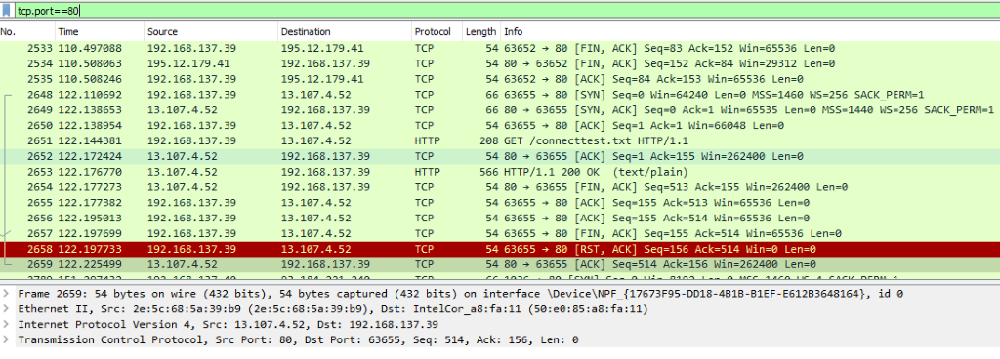 tcp.port==80
No. Time Source Destination Protocol Length Info
2533 110.497088 192.168.137.39 195.12.179.41 TCP 54 63652 → 80 [FIN, ACK] Seq=83 Ack=152 Win=65536 Len=0
2534 110.508063 195.12.179.41 192.168.137.39 TCP 54 80 → 63652 [FIN, ACK] Seq=152 Ack=84 Win=29312 Len=0
2535 110.508246 192.168.137.39 195.12.179.41 TCP 54 63652 → 80 [ACK] Seq=84 Ack=153 Win=65536 Len=0
2648 122.110692 192.168.137.39 13.107.4.52 TCP 66 63655 → 80 [SYN] Seq=0 Win=64240 Len=0 MSS=1460 WS=256 SACK_PERM=1
2649 122.138653 13.107.4.52 192.168.137.39 TCP 66 80 → 63655 [SYN, ACK] Seq=0 Ack=1 Win=65535 Len=0 MSS=1440 WS=256 SACK_PERM=1
2650 122.138954 192.168.137.39 13.107.4.52 TCP 54 63655 → 80 [ACK] Seq=1 Ack=1 Win=66048 Len=0
2651 122.144381 192.168.137.39 13.107.4.52 HTTP 208 GET /connecttest.txt HTTP/1.1
2652 122.172424 13.107.4.52 192.168.137.39 TCP 54 80 → 63655 [ACK] Seq=1 Ack=155 Win=262400 Len=0
2653 122.176770 13.107.4.52 192.168.137.39 HTTP 566 HTTP/1.1 200 OK (text/plain)
2654 122.177273 13.107.4.52 192.168.137.39 TCP 54 80 → 63655 [FIN, ACK] Seq=513 Ack=155 Win=262400 Len=0
2655 122.177382 192.168.137.39 13.107.4.52 TCP 54 63655 → 80 [ACK] Seq=155 Ack=513 Win=65536 Len=0
2656 122.195013 192.168.137.39 13.107.4.52 TCP 54 63655 → 80 [ACK] Seq=155 Ack=514 Win=65536 Len=0
2657 122.197699 192.168.137.39 13.107.4.52 TCP 54 63655 → 80 [FIN, ACK] Seq=155 Ack=514 Win=65536 Len=0
2658 122.197733 192.168.137.39 13.107.4.52 TCP 54 63655 → 80 [RST, ACK] Seq=156 Ack=514 Win=0 Len=0
2659 122.225499 13.107.4.52 192.168.137.39 TCP 54 80 → 63655 [ACK] Seq=514 Ack=156 Win=262400 Len=0
Frame 2659: 54 bytes on wire (432 bits), 54 bytes captured (432 bits) on interface \Device\NPF_{17673F95-DD18-4B1B-B1EF-E612B3648164}, id 0
Ethernet II, Src: 2e:5c:68:5a:39:b9 (2e:5c:68:5a:39:b9), Dst: IntelCor_a8:fa:11 (50:e0:85:a8:fa:11)
Internet Protocol Version 4, Src: 13.107.4.52, Dst: 192.168.137.39
Transmission Control Protocol, Src Port: 80, Dst Port: 63655, Seq: 514, Ack: 156, Len: 0